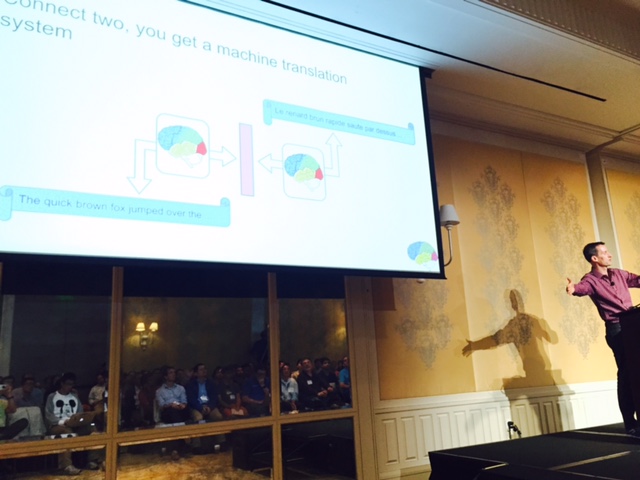 Connect two, you get a machine translation
system
Le renard brun rapide saute par dessus...
The quick brown fox jumped over the